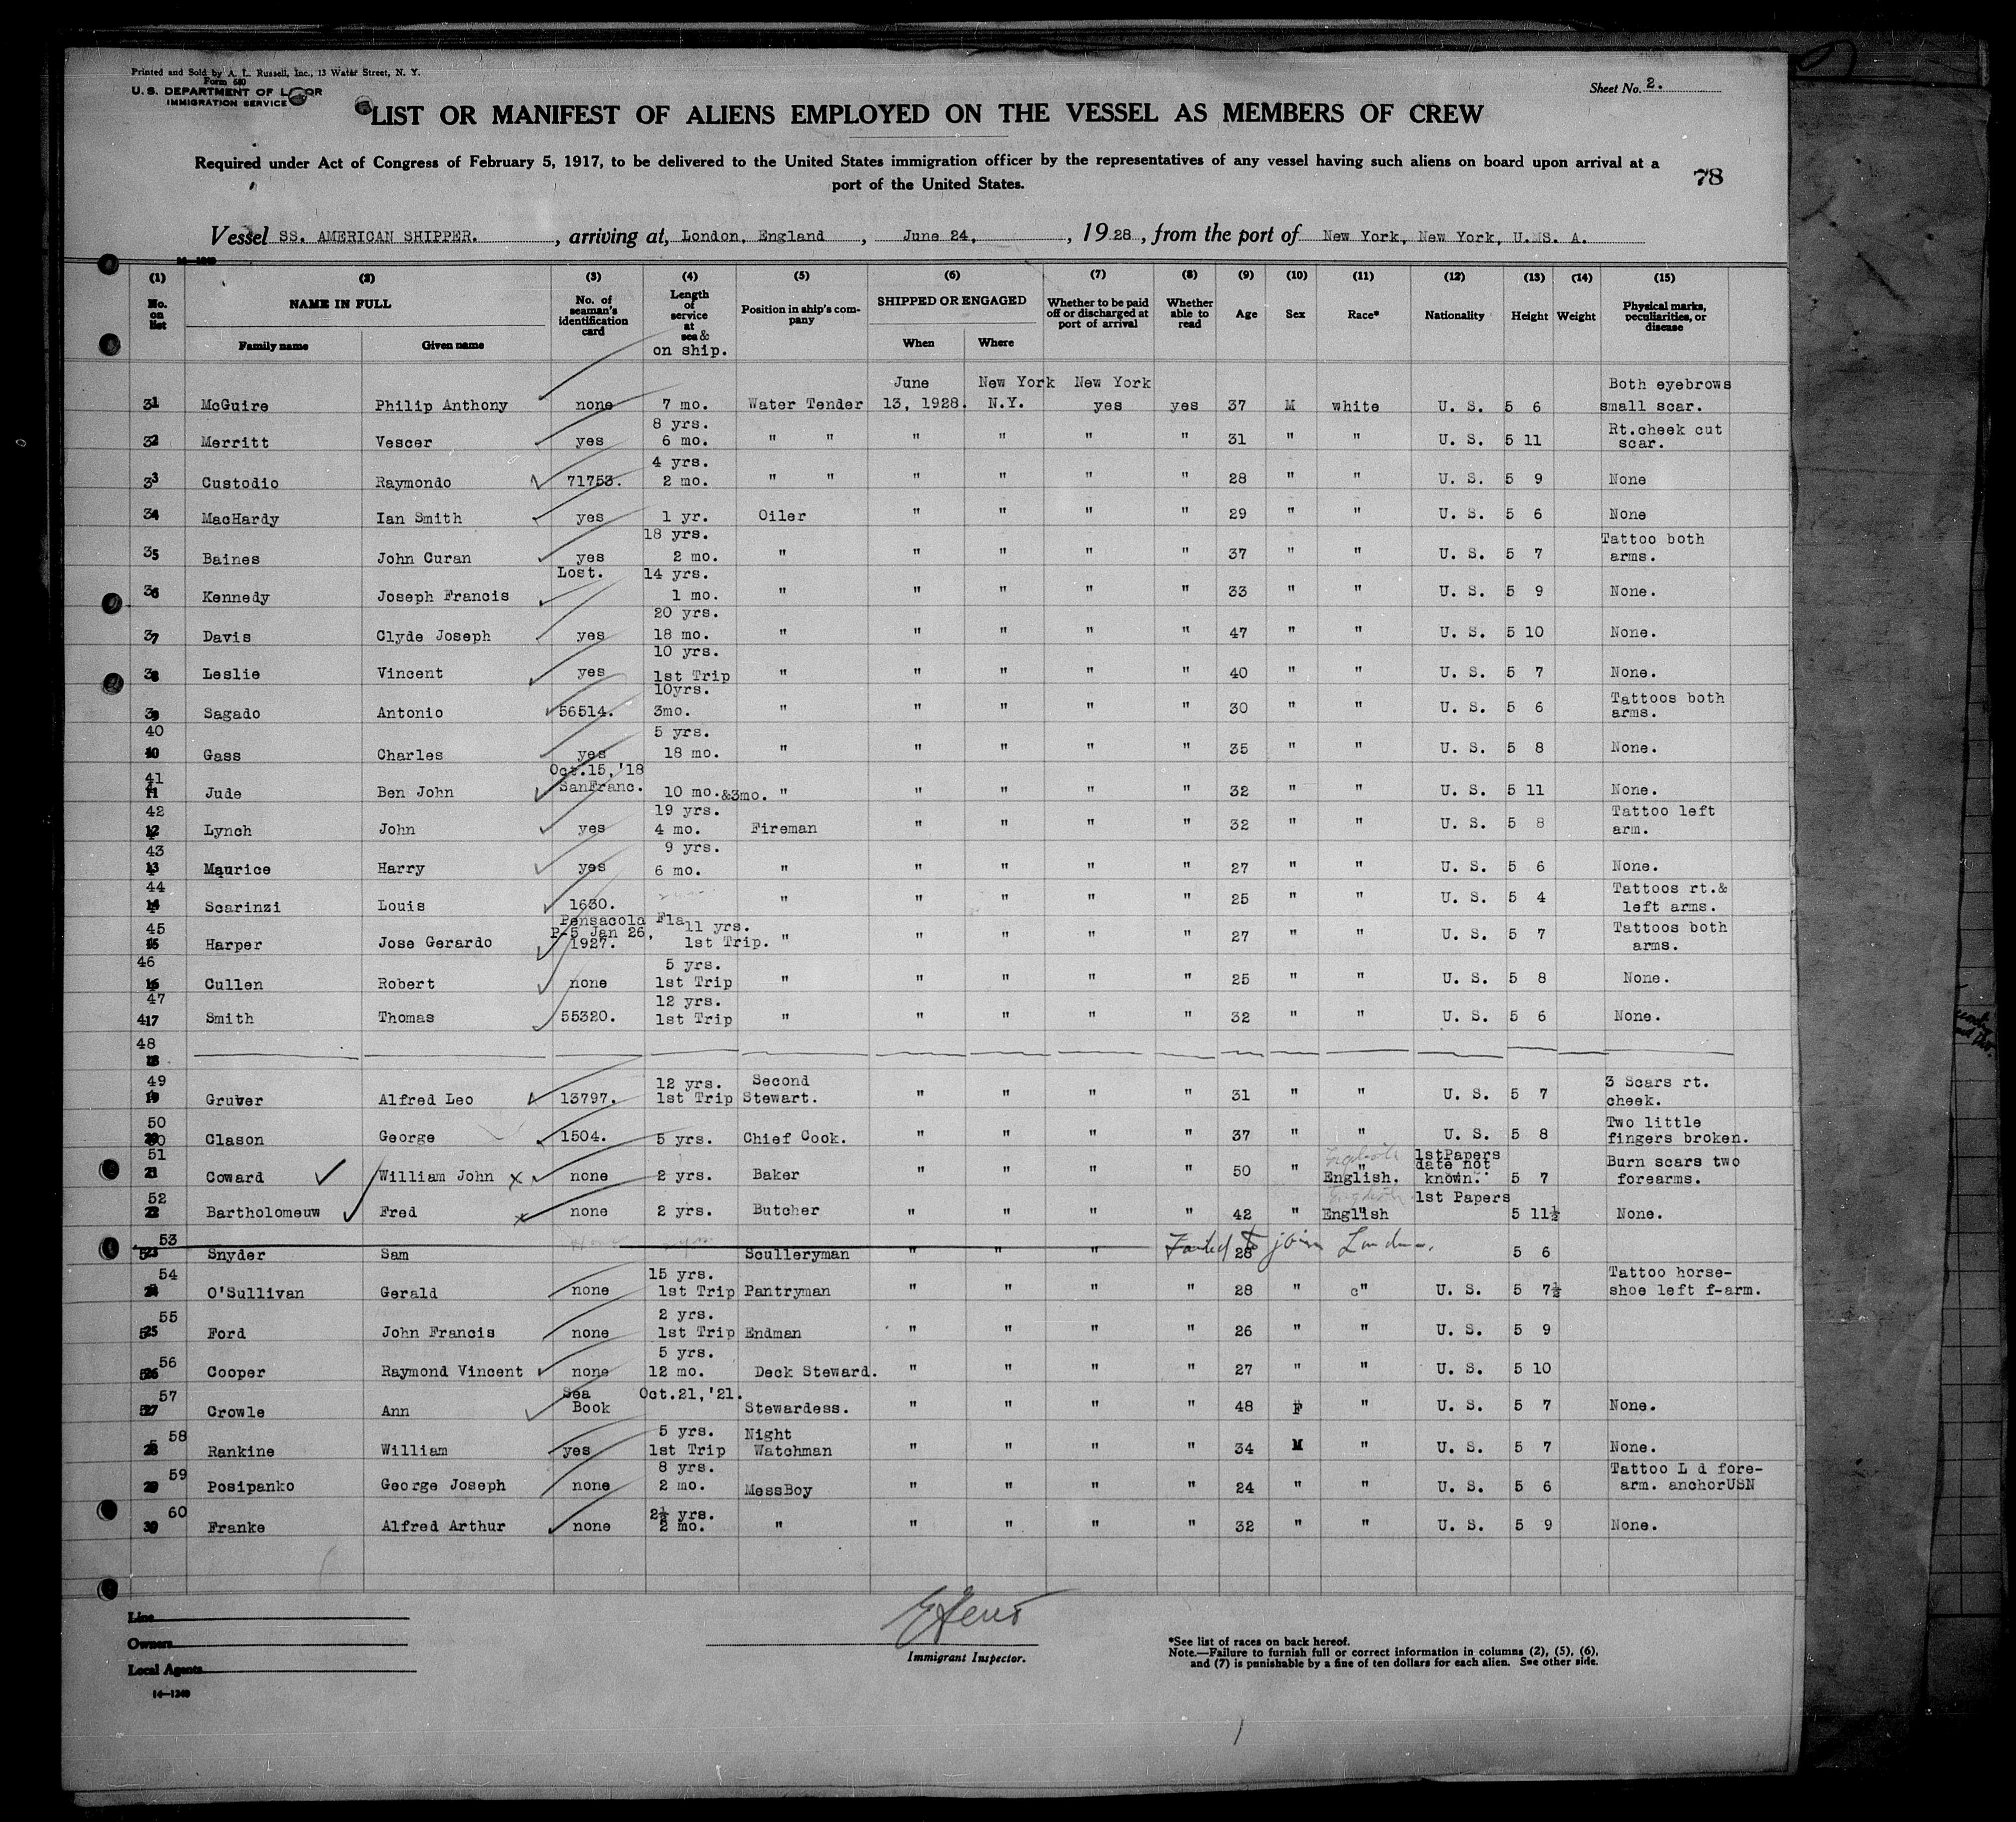 Printed and Sold by A. L. Russell, Inc., 13 Water Street, N. Y.
Form 680
U. S. DEPARTMENT OF LABOR
IMMIGRATION SERVICE
Sheet No. 2.
LIST OR MANIFEST OF ALIENS EMPLOYED ON THE VESSEL AS MEMBERS OF CREW
Required under Act of Congress of February 5, 1917, to be delivered to the United States immigration officer by the representatives of any vessel having such aliens on board upon arrival at a
port of the United States.
78
Vessel SS. AMERICAN SHIPPER. , arriving at, London, England , June 24, , 1928 , from the port of New York, New York, U.S. A.
(1) (2) (3) (4) (5) (6) (7) (8) (9) (10) (11) (12) (13) (14) (15)
No. on list NAME IN FULL Family name Given name No. of seaman's identification card Length of service at sea & on ship. Position in ship's company SHIPPED OR ENGAGED When Where Whether to be paid off or discharged at port of arrival Whether able to read Age Sex Race* Nationality Height Weight Physical marks, peculiarities, or disease
31 McGuire Philip Anthony none 7 mo. Water Tender June 13, 1928. New York N.Y. New York yes yes 37 M white U. S. 5 6 Both eyebrows small scar.
32 Merritt Vescer yes 8 yrs. 6 mo. " " " " " " 31 " " U. S. 5 11 Rt.cheek cut scar.
33 Custodio Raymondo 71753. 4 yrs. 2 mo. " " " " " " 28 " " U. S. 5 9 None
34 MacHardy Ian Smith yes 1 yr. Oiler " " " " 29 " " U. S. 5 6 None
35 Baines John Curan yes 18 yrs. 2 mo. " " " " " 37 " " U. S. 5 7 Tattoo both arms.
36 Kennedy Joseph Francis Lost. 14 yrs. 1 mo. " " " " " 33 " " U. S. 5 9 None.
37 Davis Clyde Joseph yes 20 yrs. 18 mo. " " " " " 47 " " U. S. 5 10 None.
38 Leslie Vincent yes 10 yrs. 1st Trip " " " " " 40 " " U. S. 5 7 None.
39 Sagado Antonio 56514. 10yrs. 3mo. " " " " " 30 " " U. S. 5 6 Tattoos both arms.
40 Gass Charles yes 5 yrs. 18 mo. " " " " " 35 " " U. S. 5 8 None.
41 Jude Ben John Oct.15,'18 SanFranc. 10 mo.&3mo. " " " " " 32 " " U. S. 5 11 None.
42 Lynch John yes 19 yrs. 4 mo. Fireman " " " " 32 " " U. S. 5 8 Tattoo left arm.
43 Maurice Harry yes 9 yrs. 6 mo. " " " " " 27 " " U. S. 5 6 None.
44 Scarinzi Louis 1630. " " " " " 25 " " U. S. 5 4 Tattoos rt.& left arms.
45 Harper Jose Gerardo Pensacola Fla P-5 Jan 26, 1927. 11 yrs. 1st Trip. " " " " " 27 " " U. S. 5 7 Tattoos both arms.
46 Cullen Robert none 5 yrs. 1st Trip " " " " " 25 " " U. S. 5 8 None.
47 Smith Thomas 55320. 12 yrs. 1st Trip " " " " " 32 " " U. S. 5 6 None.
48
49 Gruber Alfred Leo 13797. 12 yrs. 1st Trip Second Stewart. " " " " 31 " " U. S. 5 7 3 Scars rt. cheek.
50 Clason George 1504. 5 yrs. Chief Cook. " " " " 37 " " U. S. 5 8 Two little fingers broken.
51 Coward William John x none 2 yrs. Baker " " " " 50 " English. 1stPapers date not known. 5 7 Burn scars two forearms.
52 Bartholomeuw Fred x none 2 yrs. Butcher " " " " 42 " English 1st Papers 5 11½ None.
53 Snyder Sam Sculleryman " " " Failed to join London. 28 5 6
54 O'Sullivan Gerald none 15 yrs. 1st Trip Pantryman " " " " 28 " c" U. S. 5 7½ Tattoo horse-shoe left f-arm.
55 Ford John Francis none 2 yrs. 1st Trip Endman " " " " 26 " " U. S. 5 9
56 Cooper Raymond Vincent none 5 yrs. 12 mo. Deck Steward. " " " " 27 " " U. S. 5 10
57 Crowle Ann Sea Book Oct.21,'21. Stewardess. " " " " 48 F " U. S. 5 7 None.
58 Rankine William yes 5 yrs. 1st Trip Night Watchman " " " " 34 M " U. S. 5 7 None.
59 Posipanko George Joseph none 8 yrs. 2 mo. MessBoy " " " " 24 " " U. S. 5 6 Tattoo L d fore-arm. anchorUSN
60 Franke Alfred Arthur none 2½ yrs. 2 mo. " " " " " 32 " " U. S. 5 9 None.
Line
Owners
Local Agents
14—1240
Immigrant Inspector.
*See list of races on back hereof.
Note.—Failure to furnish full or correct information in columns (2), (5), (6),
and (7) is punishable by a fine of ten dollars for each alien. See other side.